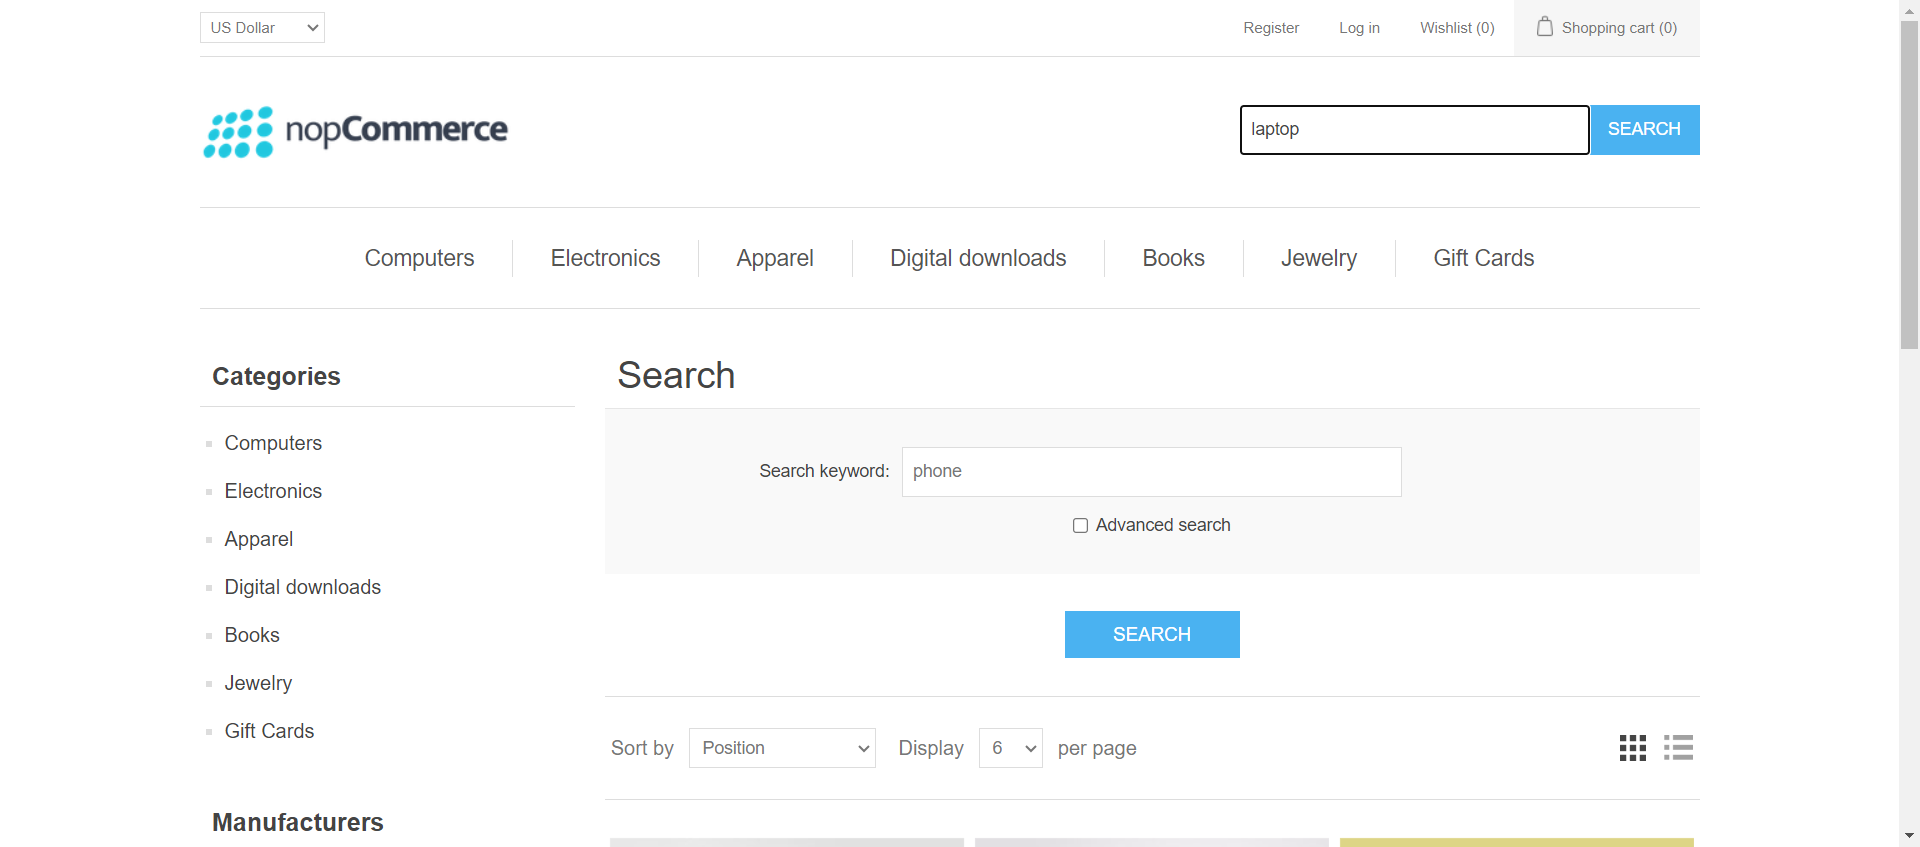 US Dollar
Register
Log in
Wishlist (0)
Shopping cart (0)
nopCommerce
laptop
SEARCH
Computers
Electronics
Apparel
Digital downloads
Books
Jewelry
Gift Cards
Categories
Computers
Electronics
Apparel
Digital downloads
Books
Jewelry
Gift Cards
Manufacturers
Search
Search keyword: phone
Advanced search
SEARCH
Sort by Position Display 6 per page